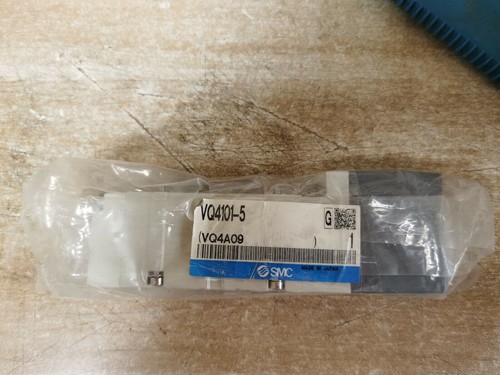 VQ4101-5
G
(VQ4A09 ) 1
SMC MADE IN JAPAN